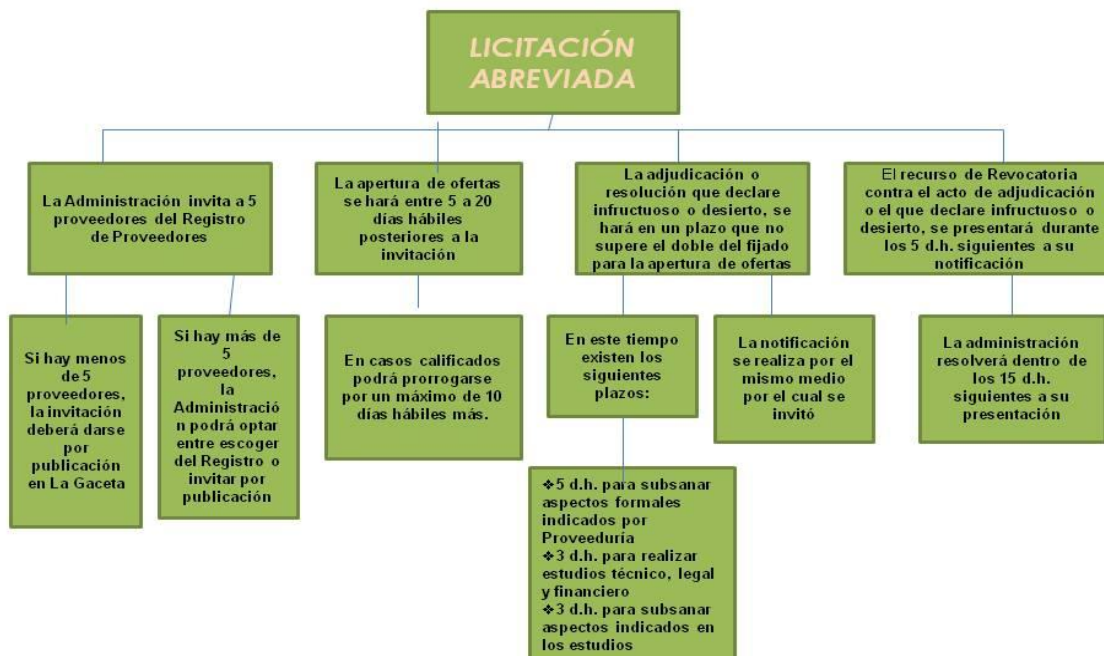 LICITACIÓN
ABREVIADA
La Administración invita a 5
proveedores del Registro
de Proveedores
La apertura de ofertas
se hará entre 5 a 20
días hábiles
posteriores a la
invitación
La adjudicación o
resolución que declare
infructuoso o desierto, se
hará en un plazo que no
supere el doble del fijado
para la apertura de ofertas
El recurso de Revocatoria
contra el acto de adjudicación
o el que declare infructuoso o
desierto, se presentará durante
los 5 d.h. siguientes a su
notificación
Si hay menos
de 5
proveedores,
la invitación
deberá darse
por
publicación
en La Gaceta
Si hay más de
5
proveedores,
la
Administració
n podrá optar
entre escoger
del Registro o
invitar por
publicación
En casos calificados
podrá prorrogarse
por un máximo de 10
días hábiles más.
En este tiempo
existen los
siguientes
plazos:
La notificación
se realiza por el
mismo medio
por el cual se
invitó
La administración
resolverá dentro de
los 15 d.h.
siguientes a su
presentación
❖5 d.h. para subsanar
aspectos formales
indicados por
Proveeduría
❖3 d.h. para realizar
estudios técnico, legal
y financiero
❖3 d.h. para subsanar
aspectos indicados en
los estudios